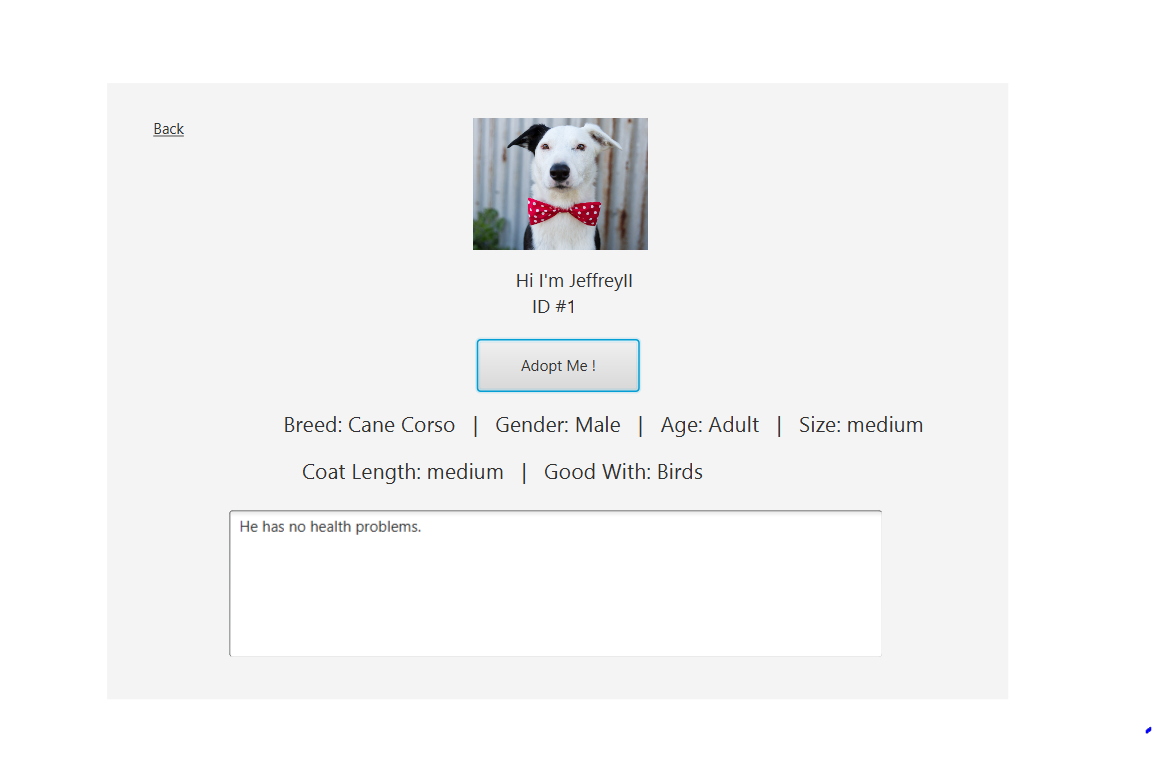 Back
Hi I'm JeffreyII
ID #1
Adopt Me !
Breed: Cane Corso | Gender: Male | Age: Adult | Size: medium
Coat Length: medium | Good With: Birds
He has no health problems.